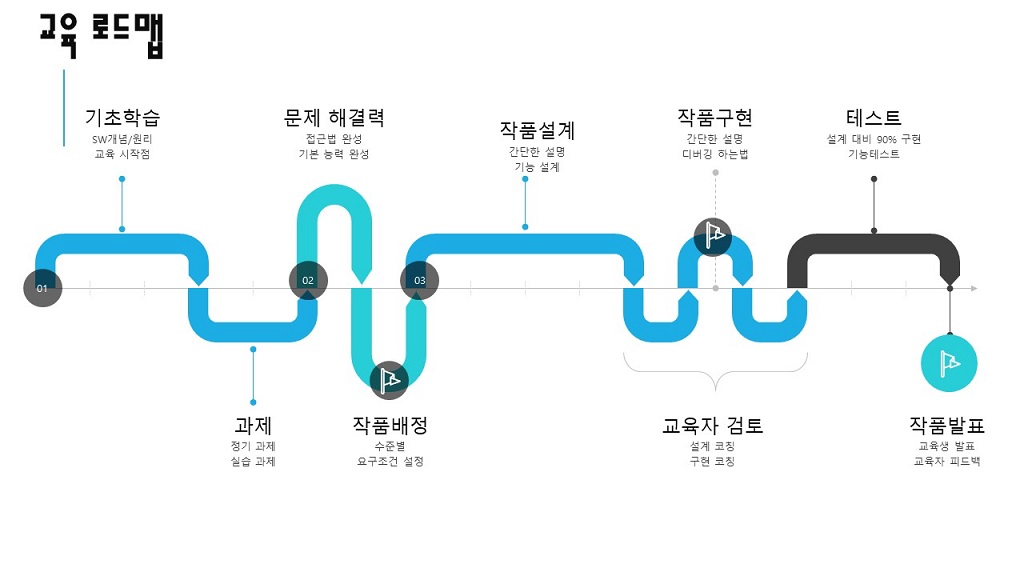 교육 로드맵
기초학습
SW개념/원리
교육 시작점
문제 해결력
접근법 완성
기본 능력 완성
작품설계
간단한 설명
기능 설계
작품구현
간단한 설명
디버깅 하는법
테스트
설계 대비 90% 구현
기능테스트
01
02
03
과제
정기 과제
실습 과제
작품배정
수준별
요구조건 설정
교육자 검토
설계 코칭
구현 코칭
작품발표
교육생 발표
교육자 피드백